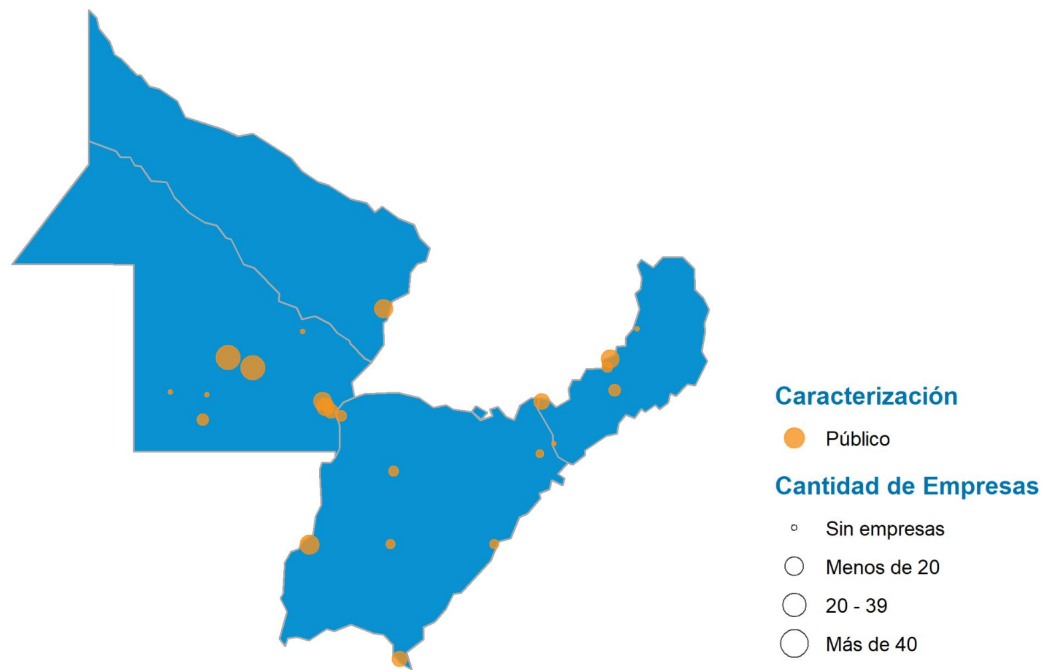 Caracterización
Público
Cantidad de Empresas
Sin empresas
Menos de 20
20 - 39
Más de 40